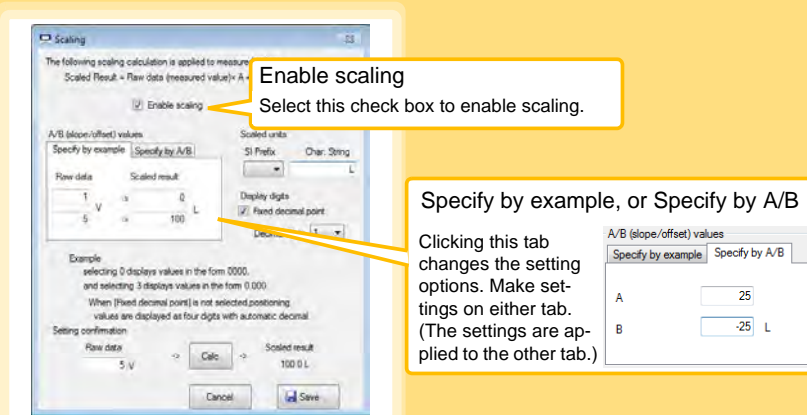 Scaling
The following scaling calculation is applied to measure
Scaled Result = Raw data (measured value)× A +
Enable scaling
Enable scaling
Select this check box to enable scaling.
A/B (slope/offset) values
Specify by example Specify by A/B
Raw data Scaled result
1 V -> 0 L
5 -> 100
Scaled units
SI Prefix Char. String
L
Display digits
Fixed decimal point
Decimal 1
Example
selecting 0 displays values in the form 0000.
and selecting 3 displays values in the form 0.000
When [Fixed decimal point] is not selected,positioning
values are displayed as four digits with automatic decimal
Setting confirmation
Raw data Scaled result
5 V -> Calc -> 100.0 L
Cancel Save
Specify by example, or Specify by A/B
Clicking this tab
changes the setting
options. Make set-
tings on either tab.
(The settings are ap-
plied to the other tab.)
A/B (slope/offset) values
Specify by example Specify by A/B
A 25
B -25 L